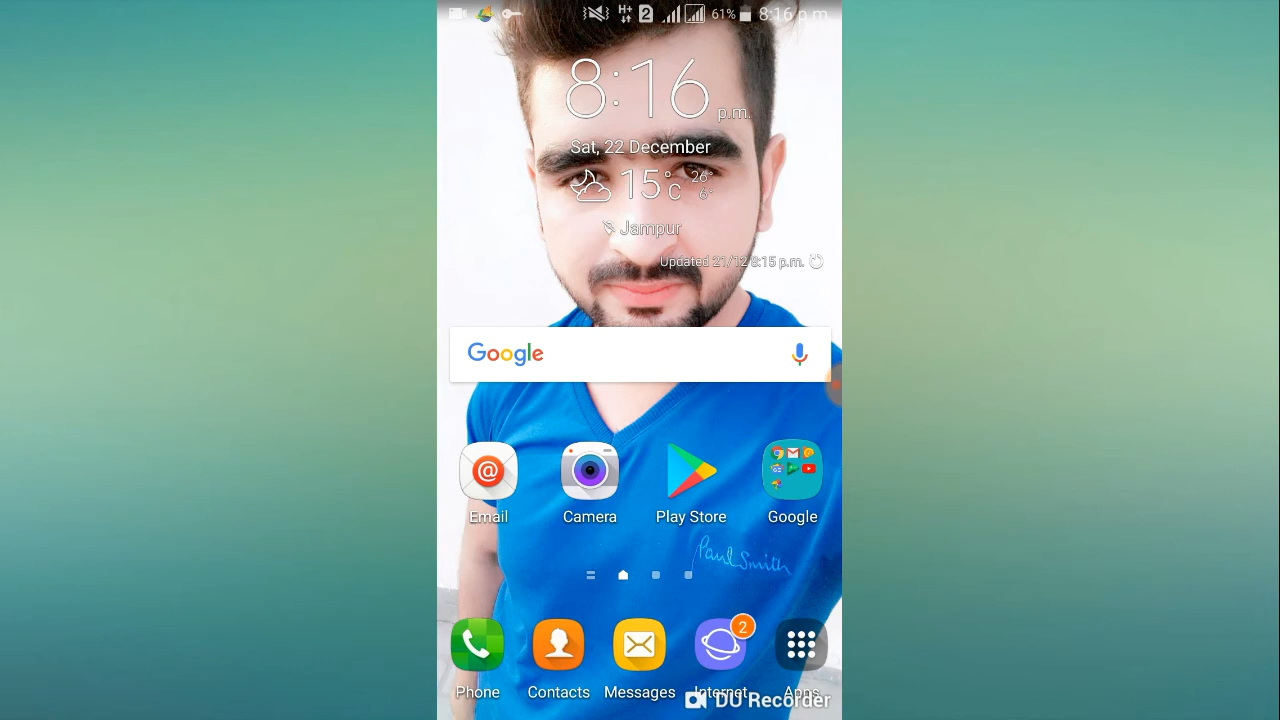 H+ 2 61% 8:16 p.m.
8:16 p.m.
Sat, 22 December
15°C 26° 6°
Jampur
Updated 21/12 8:15 p.m.
Google
Email Camera Play Store Google
Paul Smith
2
Phone Contacts Messages Internet Apps
DU Recorder